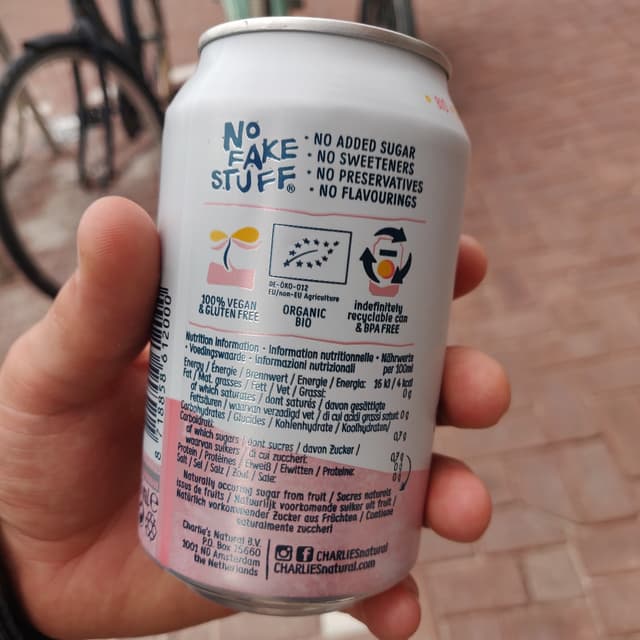 BIO
NO
FAKE
STUFF®
• NO ADDED SUGAR
• NO SWEETENERS
• NO PRESERVATIVES
• NO FLAVOURINGS
DE-ÖKO-012
EU/non-EU Agriculture
100% VEGAN
& GLUTEN FREE
ORGANIC
BIO
indefinitely
recyclable can
& BPA FREE
Nutrition information • Information nutritionnelle • Nährwerte
• Voedingswaarde • Informazioni nutrizionali
per 100ml
Energy / Énergie / Brennwert / Energie / Energia: 16 kJ / 4 kcal
Fat / Mat. grasses / Fett / Vet / Grassi: 0 g
of which saturates / dont saturés / davon gesättigte
Fettsäuren / waarvan verzadigd vet / di cui acidi grassi saturi: 0 g
Carbohydrates / Glucides / Kohlenhydrate / Koolhydraten/
Carboidrati: 0,7 g
of which sugars / dont sucres / davon Zucker /
waarvan suikers / di cui zuccheri: 0,7 g
Protein / Protéines / Eiweiß / Eiwitten / Proteine: 0 g
Salt / Sel / Salz / Zout / Sale: 0 g
Naturally occuring sugar from fruit / Sucres naturels
issus de fruits / Natuurlijk voorkomende suiker uit fruit /
Natürlich vorkommender Zucker aus Früchten / Contiene
naturalmente zuccheri
Charlie's Natural B.V.
P.O. Box 15660
1001 ND Amsterdam
the Netherlands
CHARLIESnatural
CHARLIESnatural.com
8 718858 612000